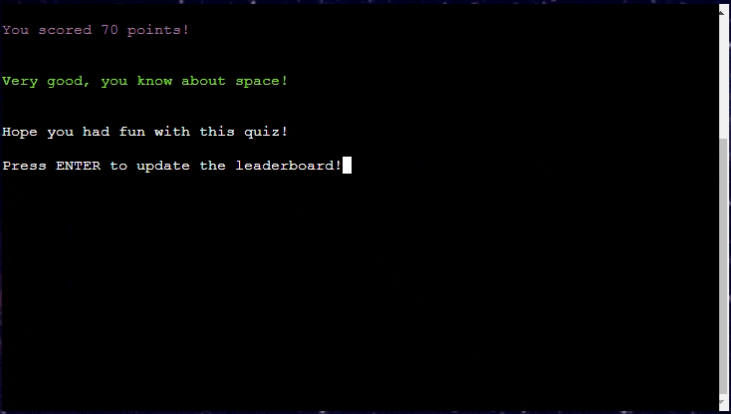 You scored 70 points!
Very good, you know about space!
Hope you had fun with this quiz!
Press ENTER to update the leaderboard!